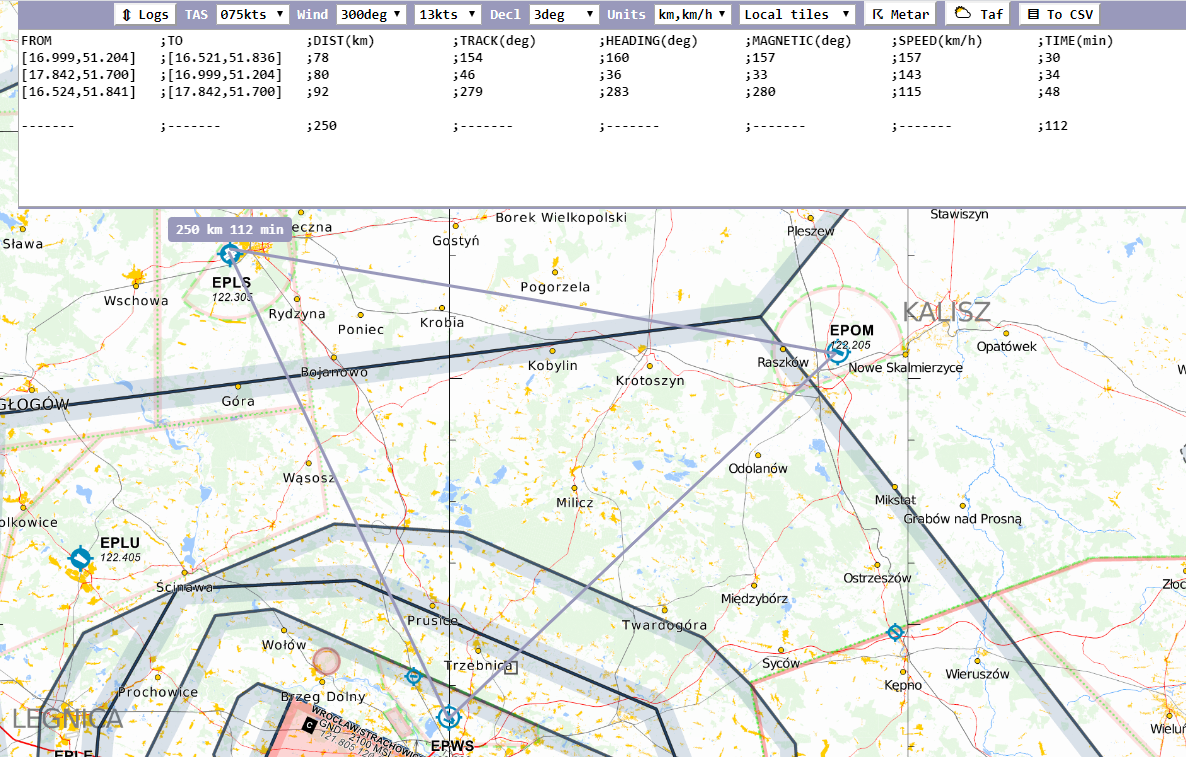 ⇕ Logs TAS 075kts ▼ Wind 300deg ▼ 13kts ▼ Decl 3deg ▼ Units km,km/h ▼ Local tiles ▼ Metar Taf To CSV
FROM ;TO ;DIST(km) ;TRACK(deg) ;HEADING(deg) ;MAGNETIC(deg) ;SPEED(km/h) ;TIME(min)
[16.999,51.204] ;[16.521,51.836] ;78 ;154 ;160 ;157 ;157 ;30
[17.842,51.700] ;[16.999,51.204] ;80 ;46 ;36 ;33 ;143 ;34
[16.524,51.841] ;[17.842,51.700] ;92 ;279 ;283 ;280 ;115 ;48
------- ;------- ;250 ;------- ;------- ;------- ;------- ;112
Stawiszyn
Borek Wielkopolski
eczna
250 km 112 min
Pleszew
Sława
Gostyń
EPLS
122.305
Pogorzela
Wschowa
Rydzyna
KALISZ
Krobia
Poniec
EPOM
122.205
Opatówek
Raszków
Kobylin
Nowe Skalmierzyce
Bojanowo
Krotoszyn
Góra
GŁOGÓW
Odolanów
Wąsosz
Mikstat
Milicz
Grabów nad Prosną
olkowice
EPLU
122.405
Ostrzeszów
Złoc
Ścinawa
Międzybórz
Prusice
Twardogóra
Wołów
Syców
Trzebnica
Wieruszów
Kępno
Prochowice
Brzeg Dolny
LEGNICA
WROCŁAW/STRACHOWIC
C
GND - 2100 AMSL
EPWS
Wieluń
EPLE